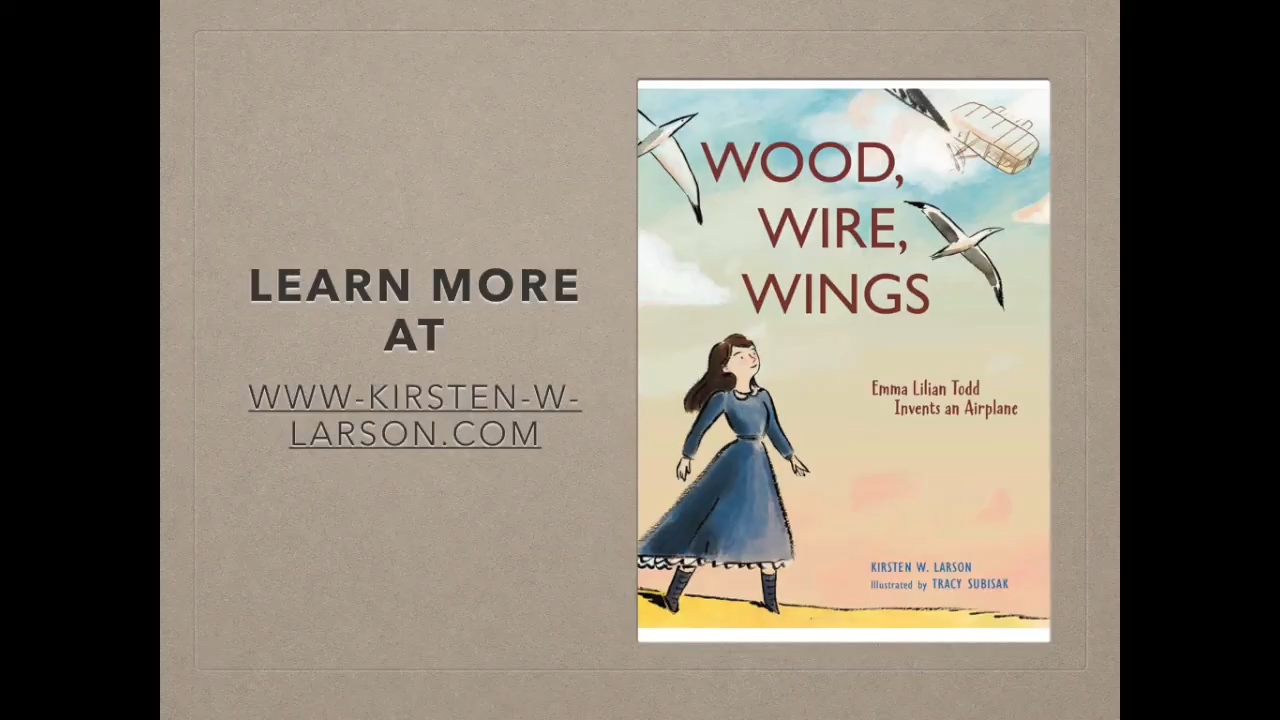 LEARN MORE
AT
WWW-KIRSTEN-W-
LARSON.COM
WOOD,
WIRE,
WINGS
Emma Lilian Todd
Invents an Airplane
KIRSTEN W. LARSON
Illustrated by TRACY SUBISAK